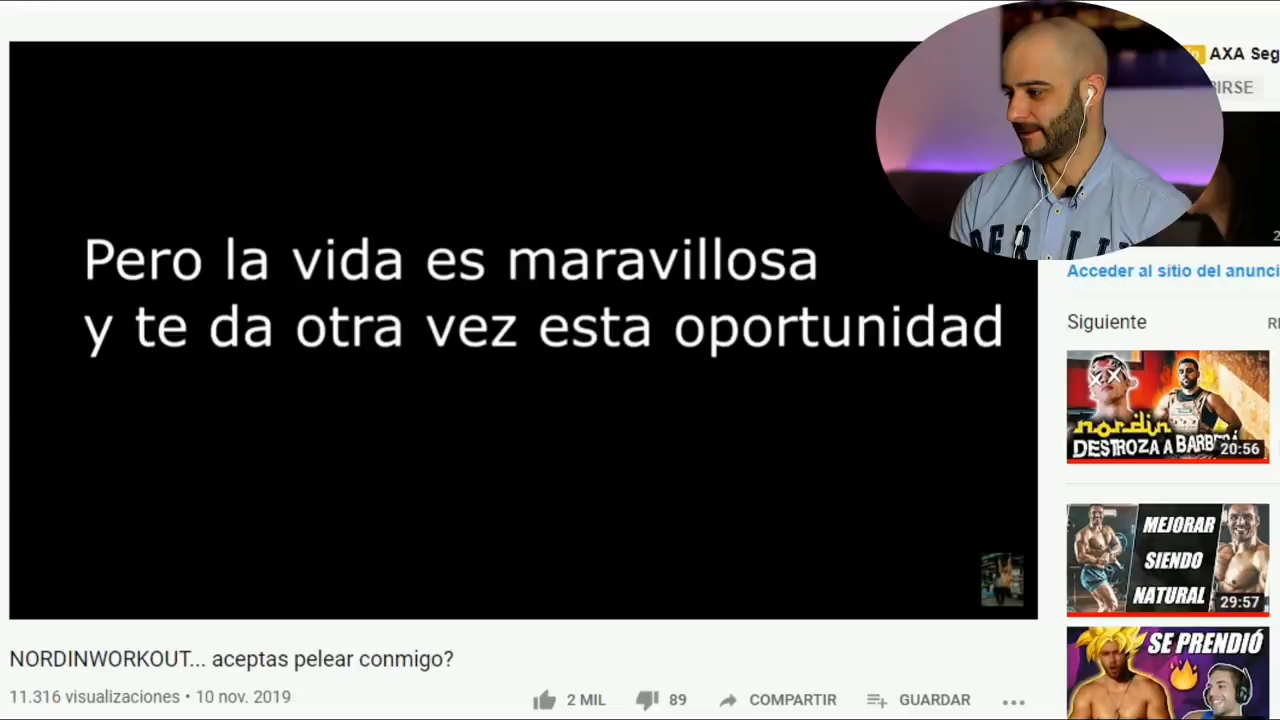 Pero la vida es maravillosa
y te da otra vez esta oportunidad
NORDINWORKOUT... aceptas pelear conmigo?
11.316 visualizaciones • 10 nov. 2019
2 MIL
89
COMPARTIR
GUARDAR
AXA Seg
IRSE
Acceder al sitio del anunci
Siguiente
nordin
DESTROZA A BARBERÁ
20:56
MEJORAR
SIENDO
NATURAL
29:57
SE PRENDIÓ